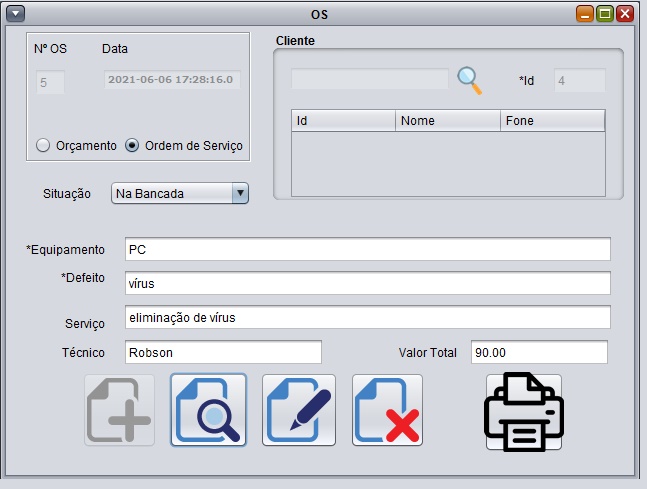 OS
Nº OS
Data
5
2021-06-06 17:28:16.0
Orçamento
Ordem de Serviço
Cliente
*Id
4
Id
Nome
Fone
Situação
Na Bancada
*Equipamento
PC
*Defeito
vírus
Serviço
eliminação de vírus
Técnico
Robson
Valor Total
90.00